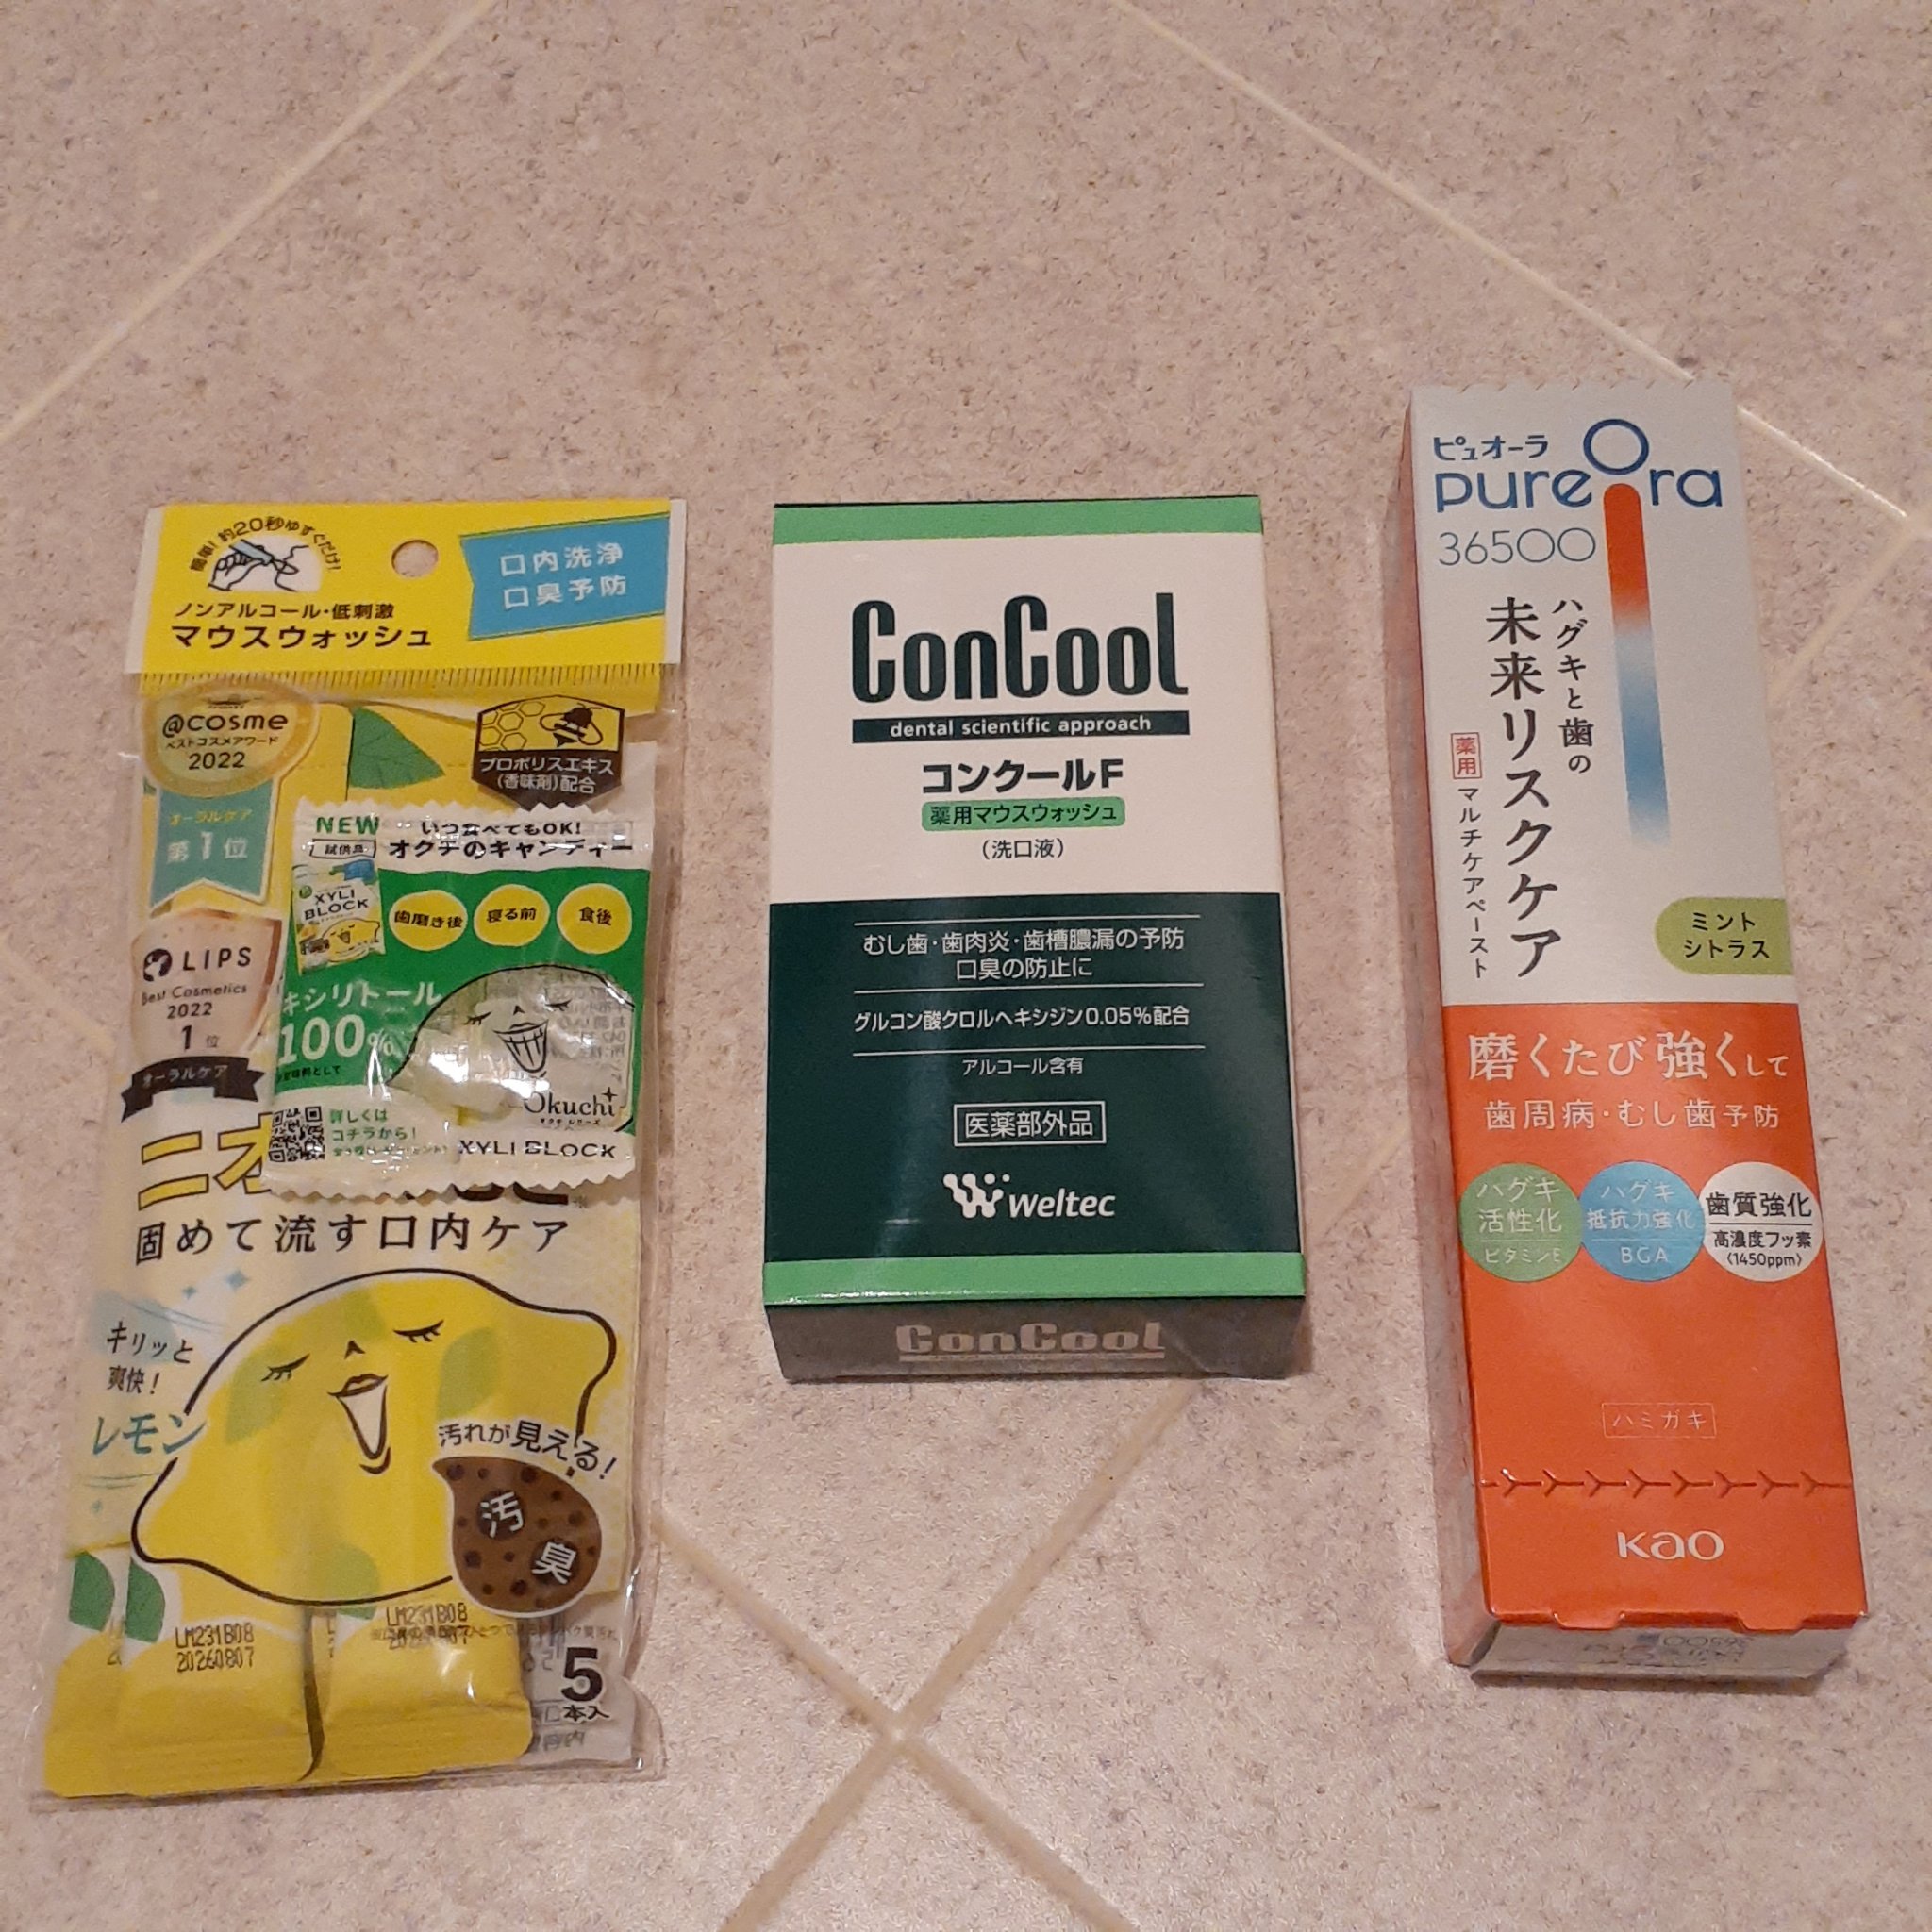 簡単!約20秒ゆすぐだけ!
ノンアルコール・低刺激
マウスウォッシュ
口内洗浄
口臭予防
@cosme
ベストコスメアワード
2022
オーラルケア
第1位
プロポリスエキス
(香味剤)配合
NEW
試供品
いつ食べてもOK!
オクチのキャンディー
XYLI
BLOCK
歯磨き後
寝る前
食後
キシリトール
100%
Okuchi
詳しくは
コチラから!
XYLI BLOCK
LIPS
Best Cosmetics
2022
1位
オーラルケア
固めて流す口内ケア
キリッと
爽快!
レモン
汚れが見える!
汚
臭
LM231B08
20260807
LM231B08
5
本入
ConCool
dental scientific approach
コンクールF
薬用マウスウォッシュ
(洗口液)
むし歯・歯肉炎・歯槽膿漏の予防
口臭の防止に
グルコン酸クロルヘキシジン0.05%配合
アルコール含有
医薬部外品
weltec
ConCool
ピュオーラ
pureOra
36500
ハグキと歯の
未来リスクケア
薬用
マルチケアペースト
ミント
シトラス
磨くたび強くして
歯周病・むし歯予防
ハグキ
活性化
ビタミンE
ハグキ
抵抗力強化
BGA
歯質強化
高濃度フッ素
〈1450ppm〉
ハミガキ
Kao